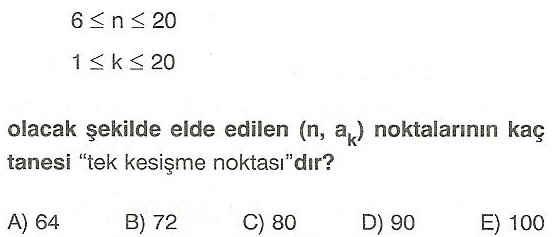 6 ≤ n ≤ 20
1 ≤ k ≤ 20
olacak şekilde elde edilen (n, aₖ) noktalarının kaç
tanesi “tek kesişme noktası”dır?
A) 64 B) 72 C) 80 D) 90 E) 100